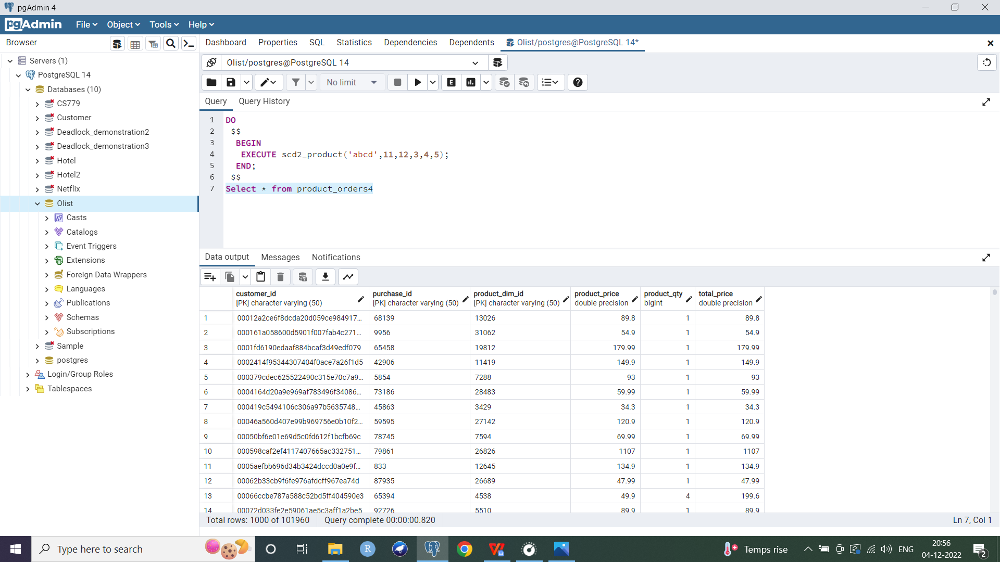 pgAdmin 4
pgAdmin File Object Tools Help
Browser
Dashboard Properties SQL Statistics Dependencies Dependents Olist/postgres@PostgreSQL 14*
Servers (1)
PostgreSQL 14
Databases (10)
CS779
Customer
Deadlock_demonstration2
Deadlock_demonstration3
Hotel
Hotel2
Netflix
Olist
Casts
Catalogs
Event Triggers
Extensions
Foreign Data Wrappers
Languages
Publications
Schemas
Subscriptions
Sample
postgres
Login/Group Roles
Tablespaces
Olist/postgres@PostgreSQL 14
No limit
E
Query Query History
1 DO
2 $$
3 BEGIN
4 EXECUTE scd2_product('abcd',11,12,3,4,5);
5 END;
6 $$
7 Select * from product_orders4
Data output Messages Notifications
customer_id purchase_id product_dim_id product_price product_qty total_price
[PK] character varying (50) [PK] character varying (50) [PK] character varying (50) double precision bigint double precision
1 00012a2ce6f8dcda20d059ce984917... 68139 13026 89.8 1 89.8
2 000161a058600d5901f007fab4c271... 9956 31062 54.9 1 54.9
3 0001fd6190edaaf884bcaf3d49edf079 65458 19812 179.99 1 179.99
4 0002414f95344307404f0ace7a26f1d5 42906 11419 149.9 1 149.9
5 000379cdec625522490c315e70c7a9... 5854 7288 93 1 93
6 0004164d20a9e969af783496f34086... 73186 28483 59.99 1 59.99
7 000419c5494106c306a97b5635748... 45863 3429 34.3 1 34.3
8 00046a560d407e99b969756e0b10f2... 59595 27142 120.9 1 120.9
9 00050bf6e01e69d5c0fd612f1bcfb69c 78745 7594 69.99 1 69.99
10 000598caf2ef4117407665ac332751... 79861 26826 1107 1 1107
11 0005aefbb696d34b3424dccd0a0e9f... 833 12645 134.9 1 134.9
12 00062b33cb9f6fe976afdcff967ea74d 87935 26689 47.99 1 47.99
13 00066ccbe787a588c52bd5ff404590e3 65394 4538 49.9 4 199.6
14 00072d033fe2e59061ae5c3aff1a2be5 92726 5510 89.9 1 89.9
Total rows: 1000 of 101960 Query complete 00:00:00.820 Ln 7, Col 1
Type here to search
R
W
Temps rise
ENG
20:56
04-12-2022
2